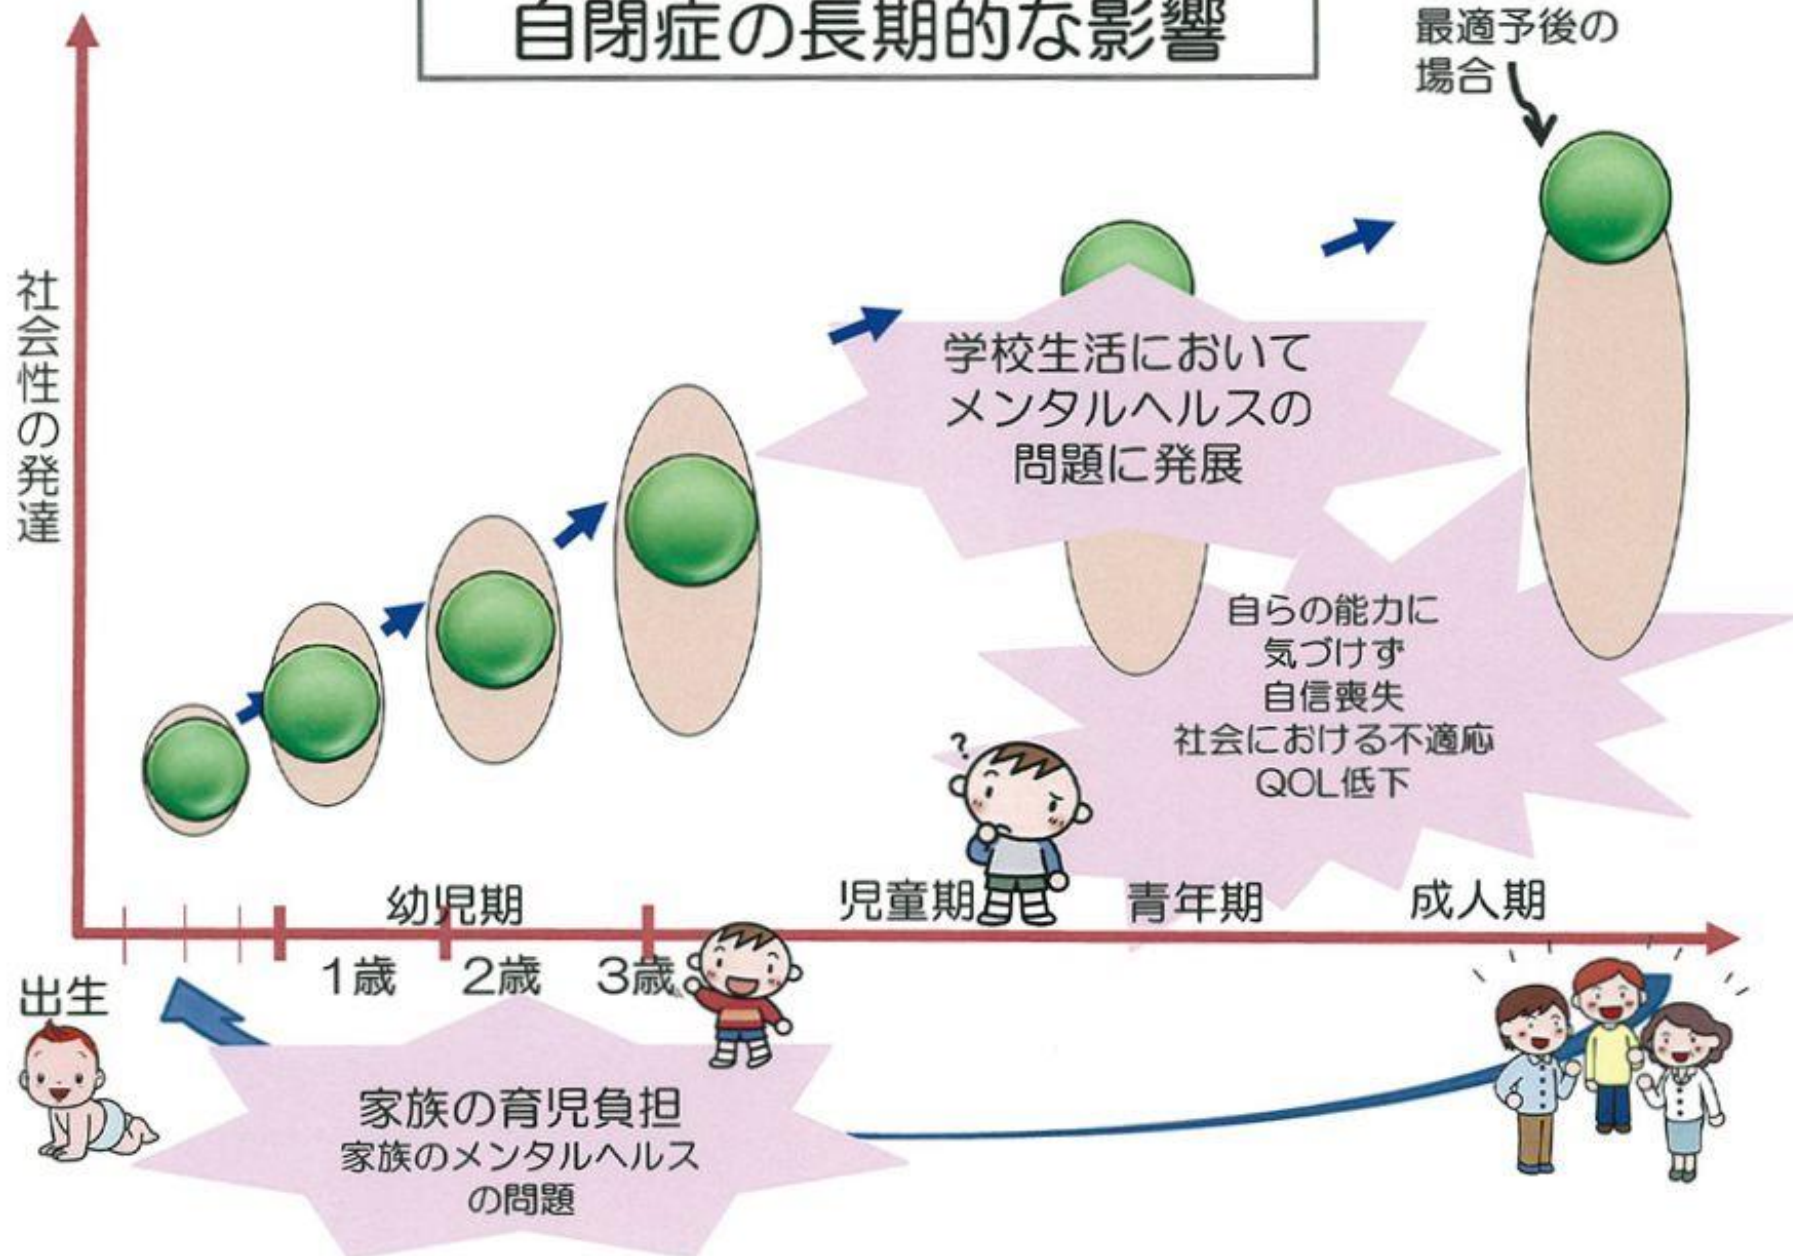 自閉症の長期的な影響
最適予後の
場合
社会性の発達
学校生活において
メンタルヘルスの
問題に発展
自らの能力に
気づけず
自信喪失
社会における不適応
QOL低下
?
幼児期
児童期
青年期
成人期
出生
1歳
2歳
3歳
家族の育児負担
家族のメンタルヘルス
の問題